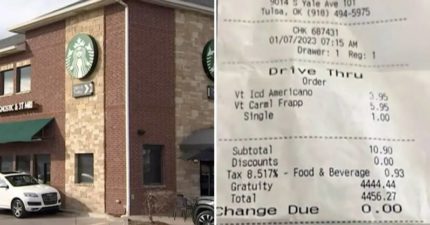 9014 S Yale Ave 101
Tulsa, OK (918) 494-5975
CHK 687431
01/07/2023 07:15 AM
Drawer: 1 Reg: 1
Drive Thru
Order
Vt Icd Americano 3.95
Vt Carml Frapp 5.95
Single 1.00
Subtotal 10.90
Discounts 0.00
Tax 8.517% - Food & Beverage 0.93
Gratuity 4444.44
Total 4456.27
Change Due 0.00